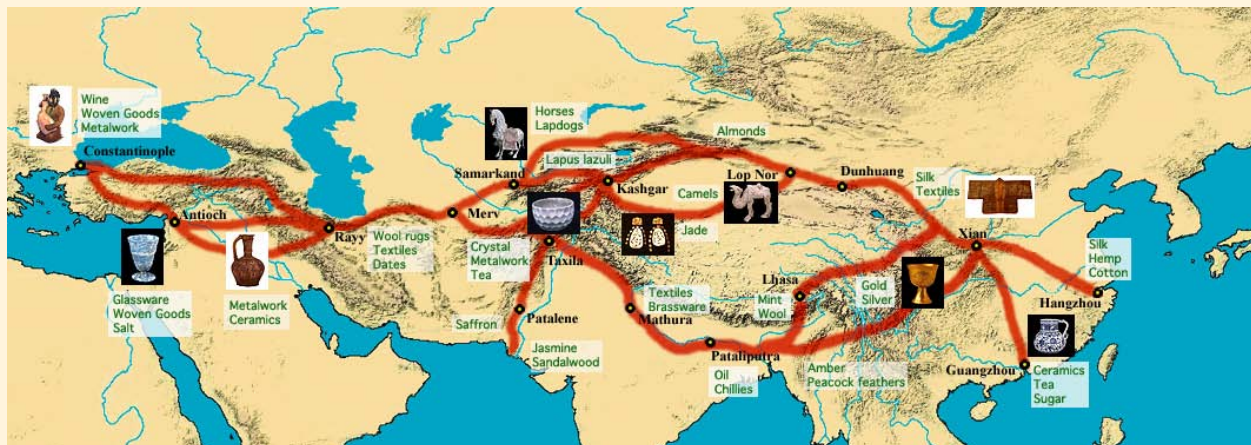 Wine
Woven Goods
Metalwork
Constantinople
Antioch
Glassware
Woven Goods
Salt
Metalwork
Ceramics
Rayy
Wool rugs
Textiles
Dates
Merv
Horses
Lapdogs
Samarkand
Lapus lazuli
Kashgar
Almonds
Camels
Lop Nor
Dunhuang
Jade
Crystal
Metalwork
Tea
Taxila
Saffron
Patalene
Jasmine
Sandalwood
Textiles
Brassware
Mathura
Pataliputra
Oil
Chillies
Lhasa
Mint
Wool
Gold
Silver
Amber
Peacock feathers
Silk
Textiles
Xian
Silk
Hemp
Cotton
Hangzhou
Guangzhou
Ceramics
Tea
Sugar